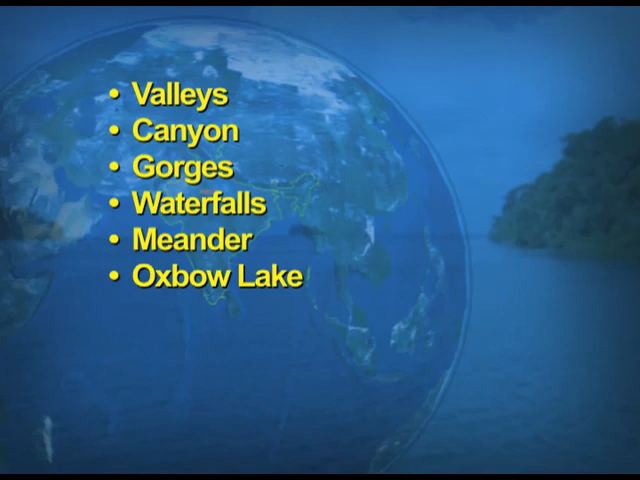 • Valleys
• Canyon
• Gorges
• Waterfalls
• Meander
• Oxbow Lake